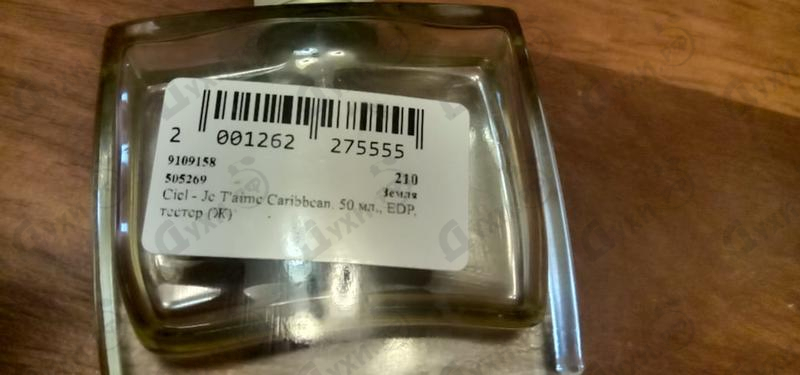 2 001262 275555
9109158
505269 210
Земля
Ciel - Je T'aime Caribbean. 50 мл., EDP,
тестер (Ж)